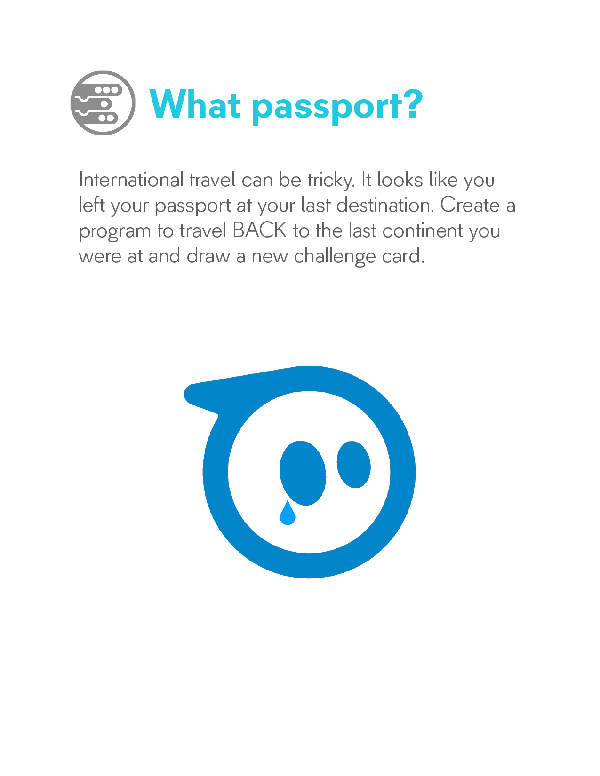 What passport?
International travel can be tricky. It looks like you
left your passport at your last destination. Create a
program to travel BACK to the last continent you
were at and draw a new challenge card.